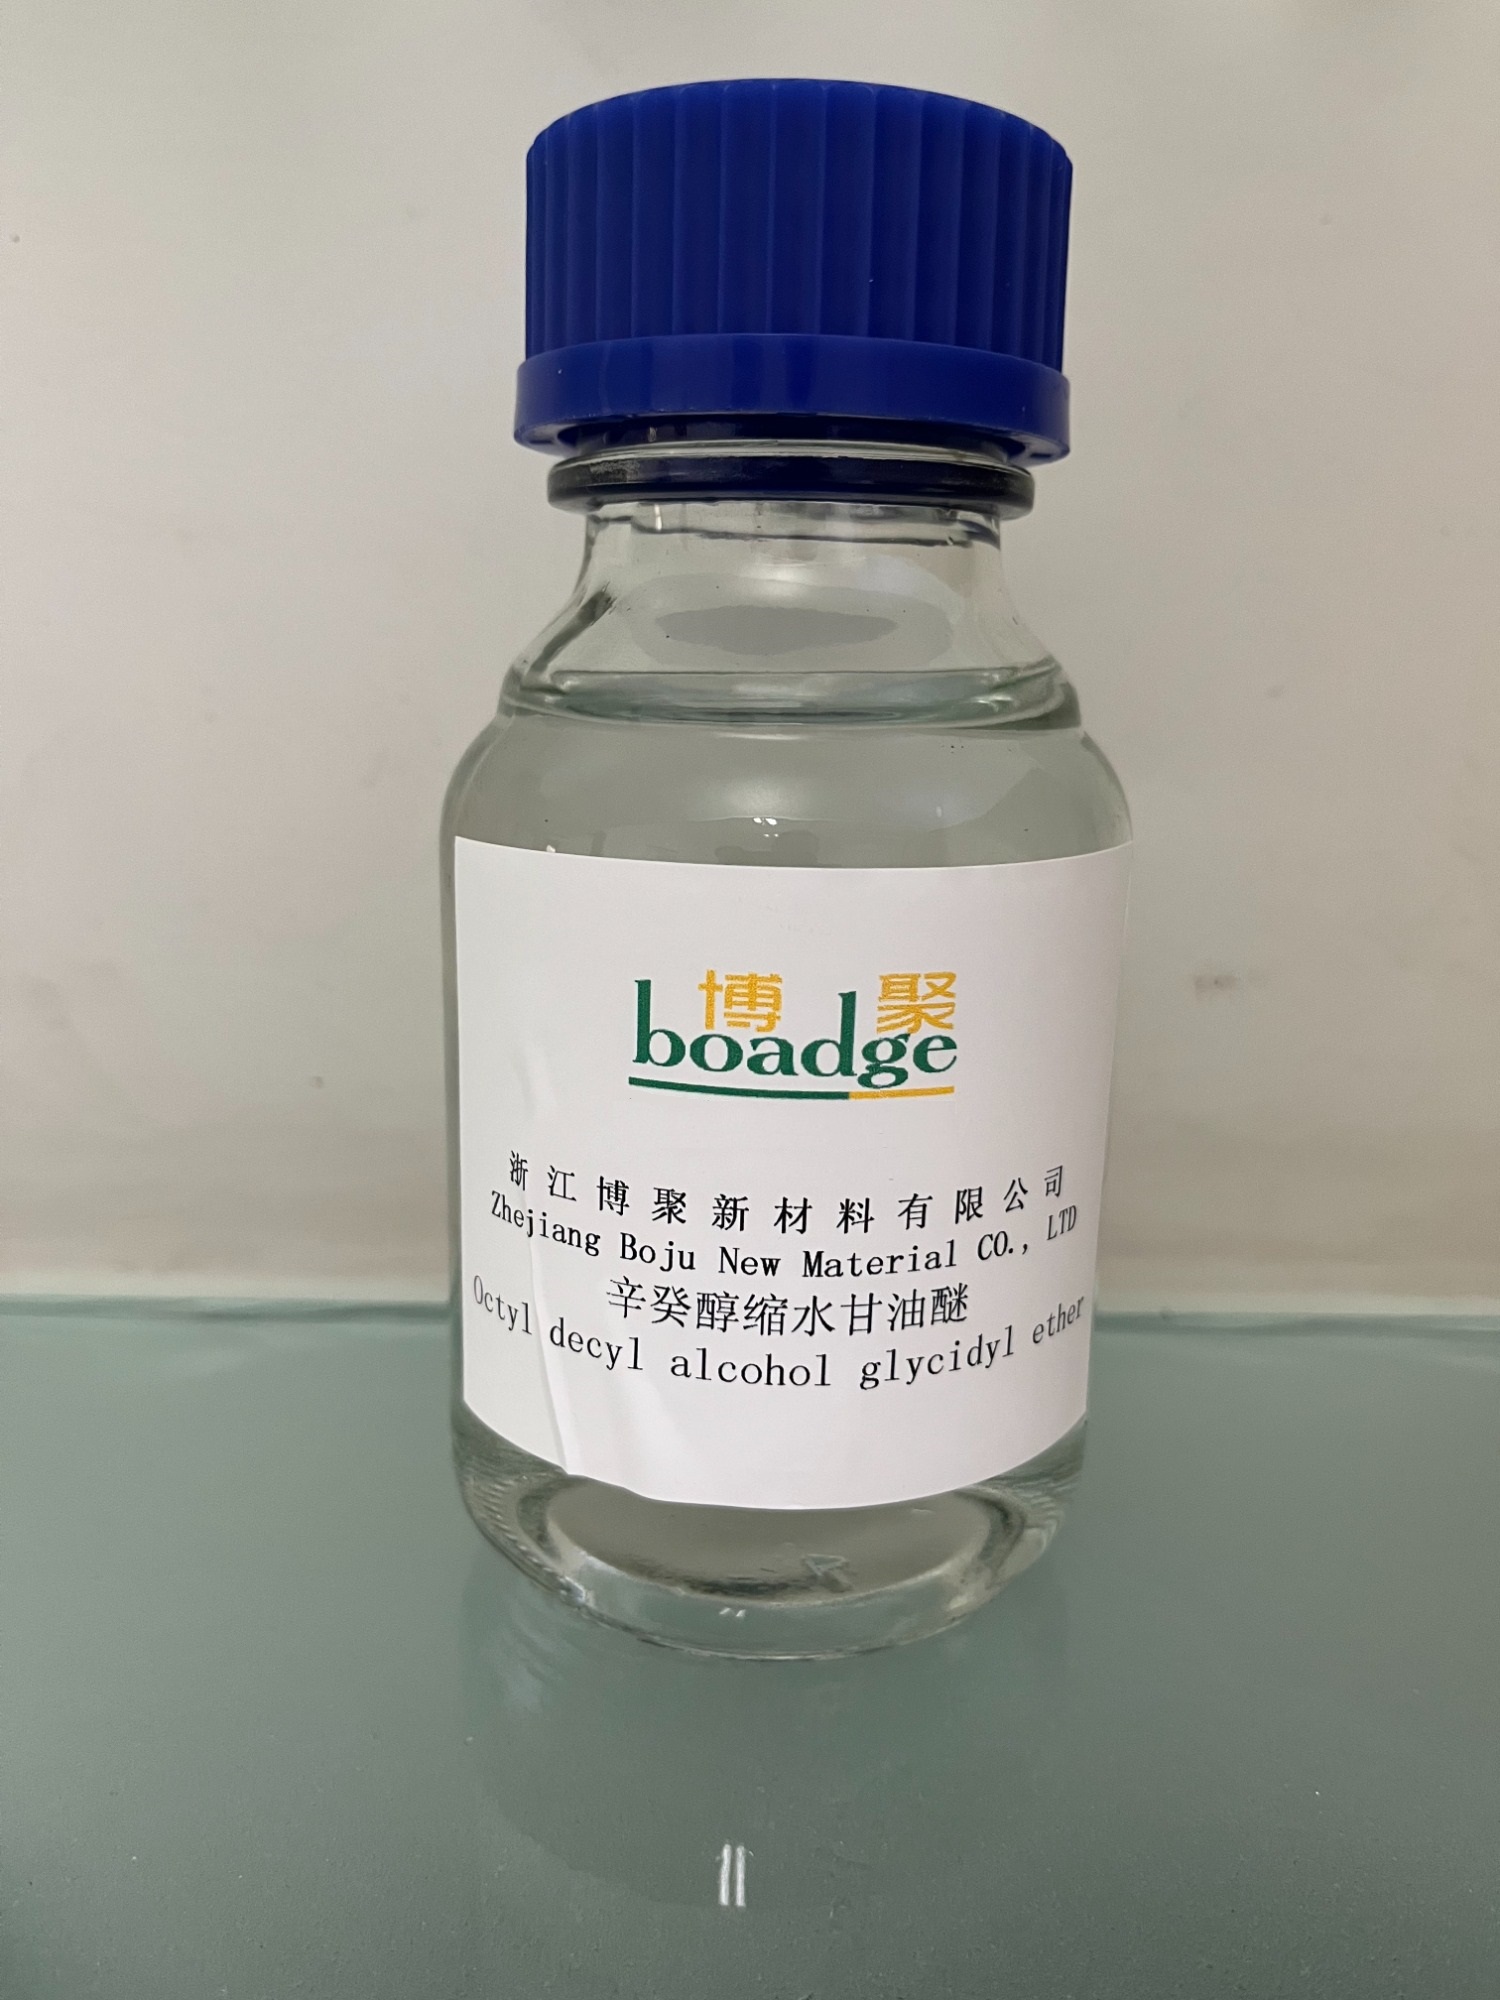 博聚
boadge
浙江博聚新材料有限公司
Zhejiang Boju New Material CO., LTD
辛癸醇缩水甘油醚
Octyl decyl alcohol glycidyl ether